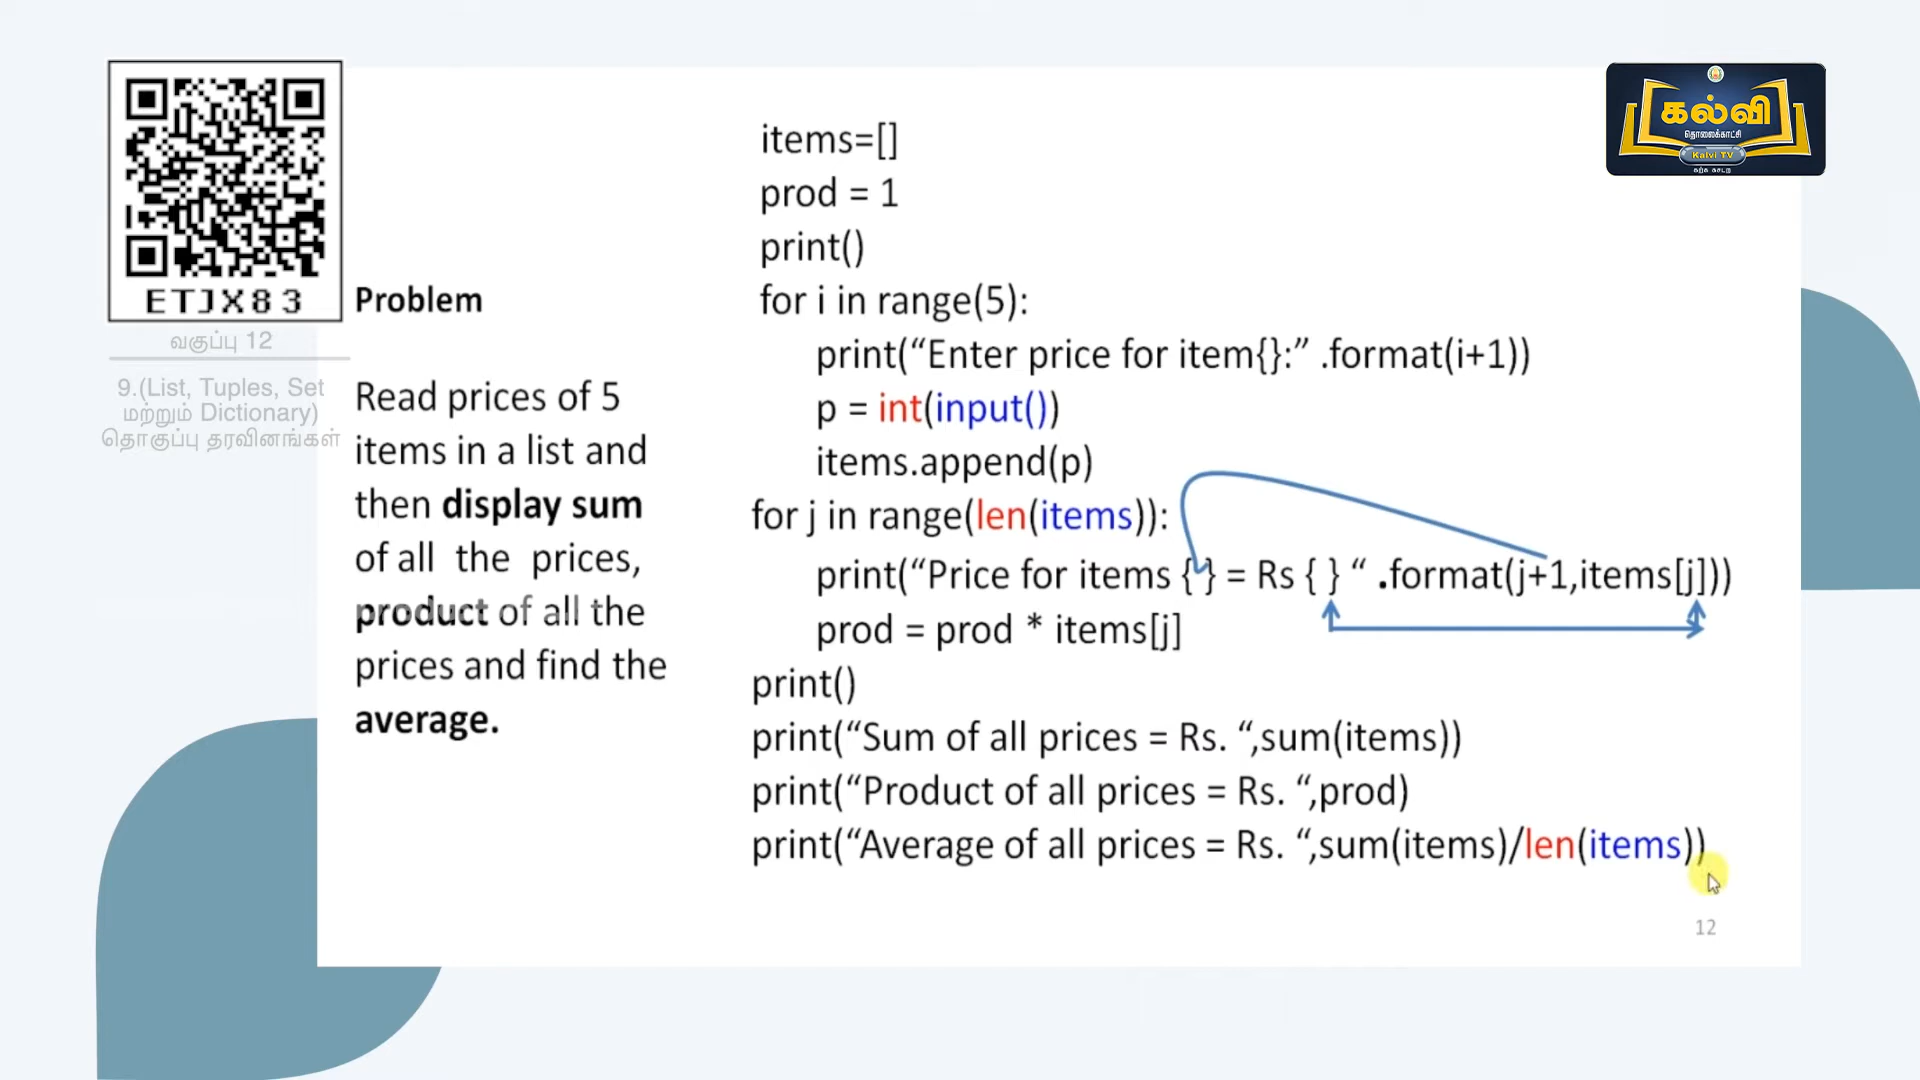 ETJX83
வகுப்பு 12
9.(List, Tuples, Set
மற்றும் Dictionary)
தொகுப்பு தரவினங்கள்
கல்வி
தொலைக்காட்சி
Kalvi TV
கற்க கசடற
Problem
Read prices of 5
items in a list and
then display sum
of all the prices,
product of all the
prices and find the
average.
items=[]
prod = 1
print()
for i in range(5):
print(“Enter price for item{}:” .format(i+1))
p = int(input())
items.append(p)
for j in range(len(items)):
print(“Price for items { } = Rs { } “ .format(j+1,items[j]))
prod = prod * items[j]
print()
print(“Sum of all prices = Rs. “,sum(items))
print(“Product of all prices = Rs. “,prod)
print(“Average of all prices = Rs. “,sum(items)/len(items))
12